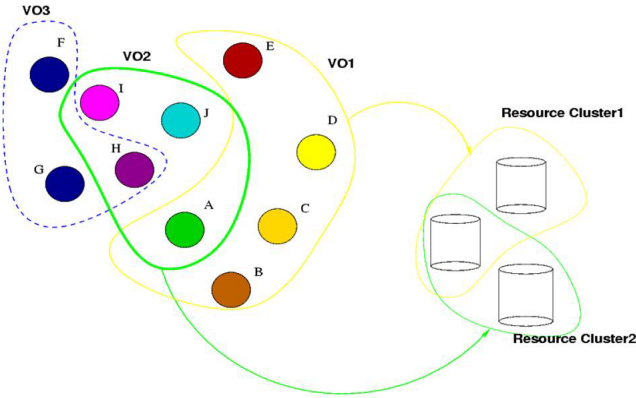 VO3
F
VO2
E
VO1
I
J
D
Resource Cluster1
H
G
A
C
B
Resource Cluster2